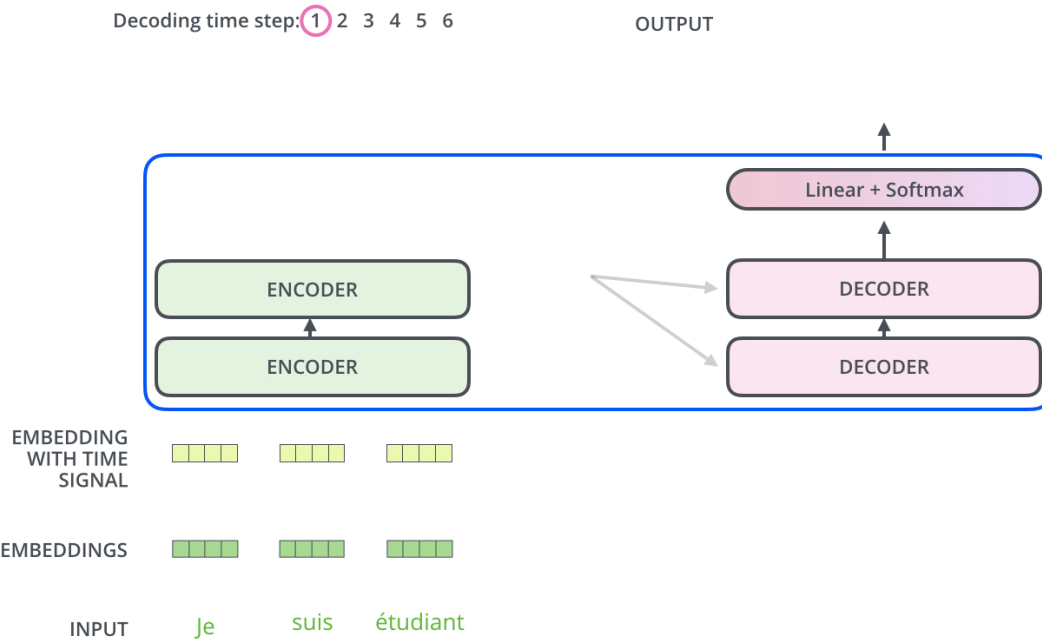 Decoding time step: 1 2 3 4 5 6
OUTPUT
Linear + Softmax
ENCODER
DECODER
ENCODER
DECODER
EMBEDDING
WITH TIME
SIGNAL
EMBEDDINGS
INPUT
Je suis étudiant